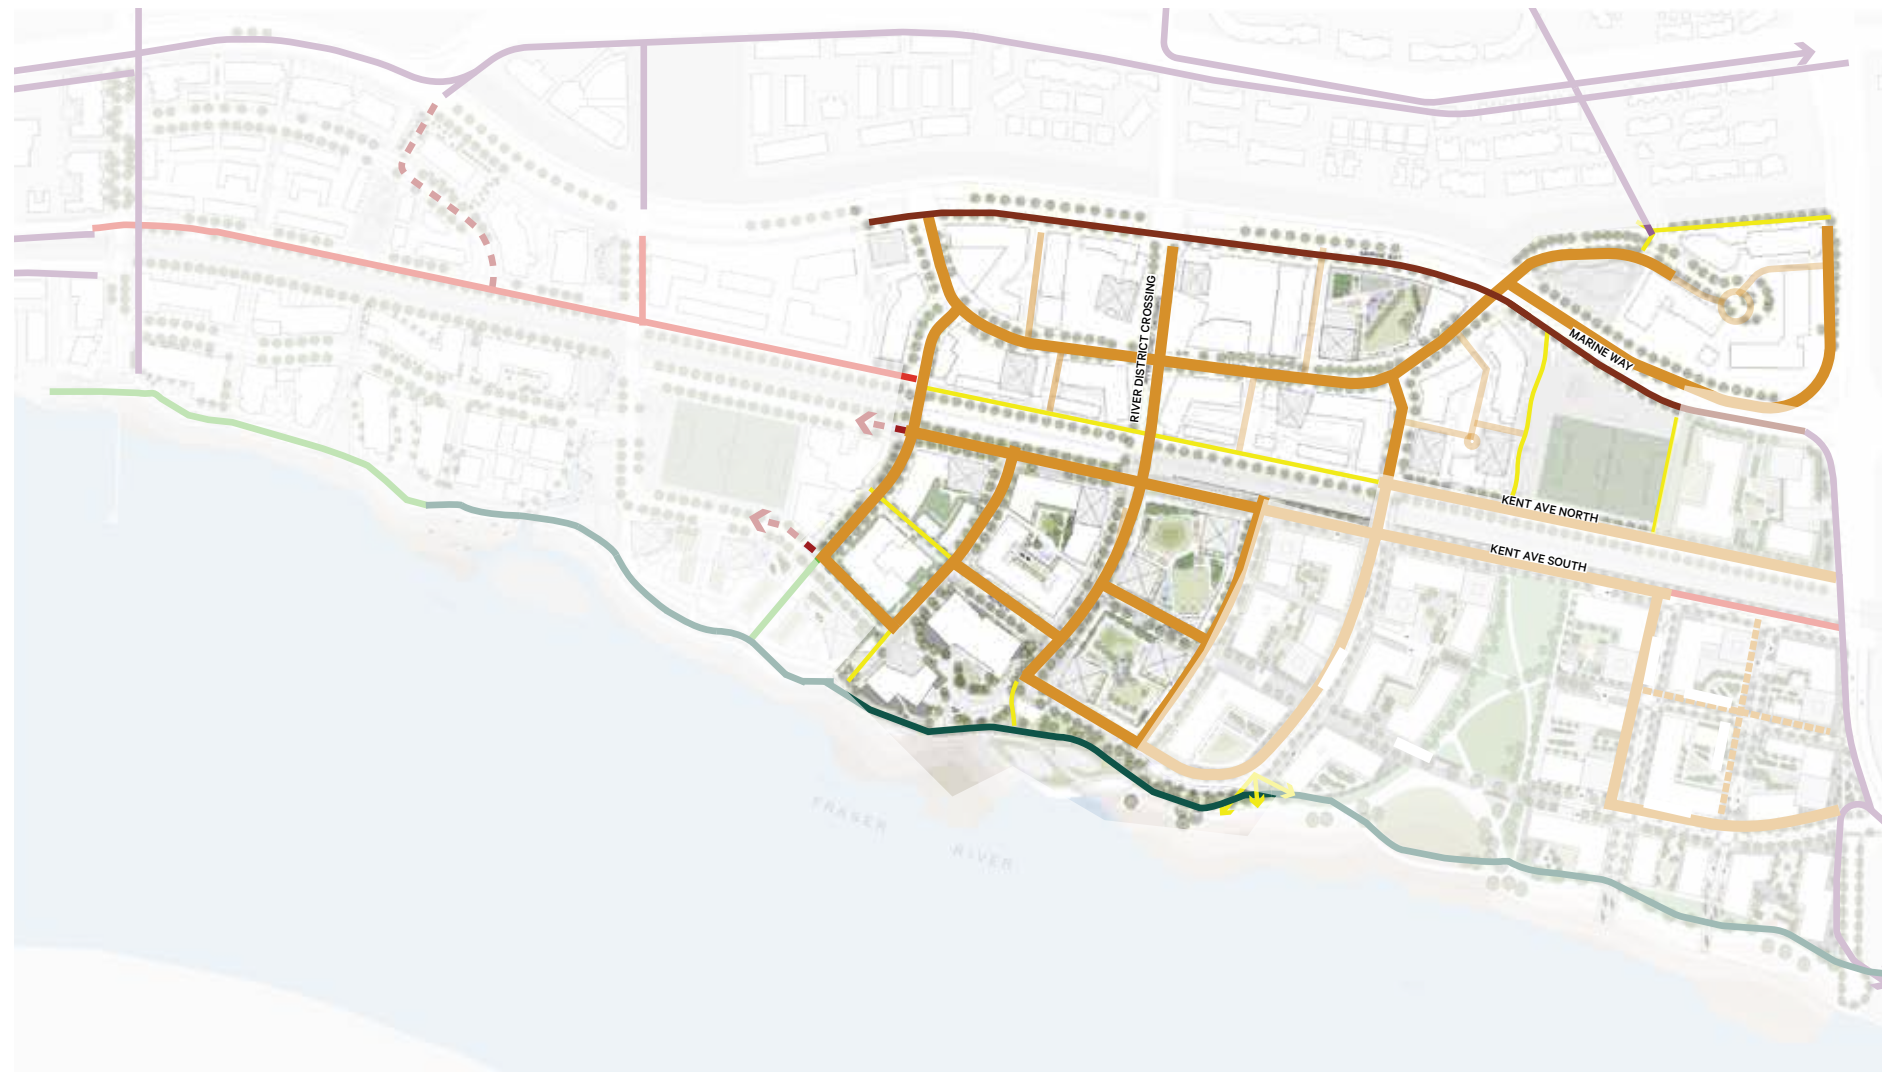 RIVER DISTRICT CROSSING
MARINE WAY
KENT AVE NORTH
KENT AVE SOUTH
FRASER
RIVER